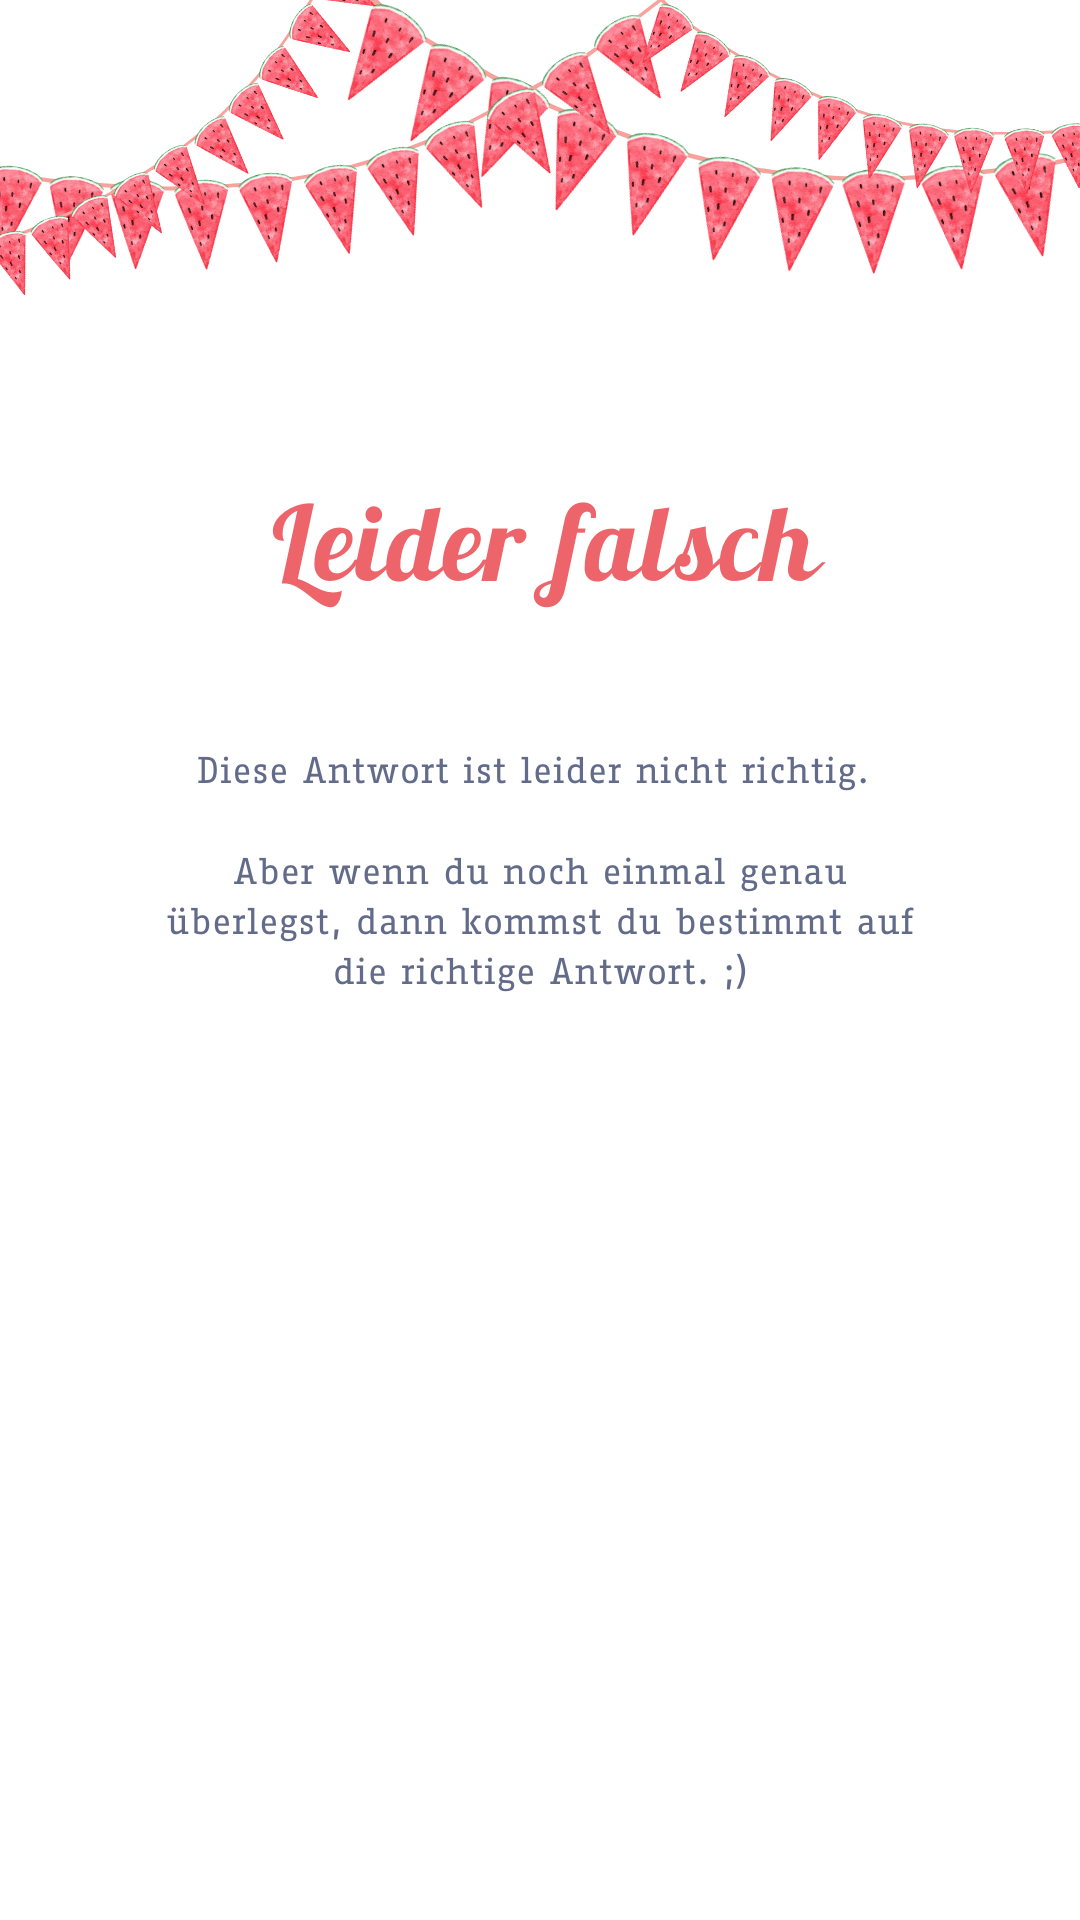 Leider falsch
Diese Antwort ist leider nicht richtig.
Aber wenn du noch einmal genau
überlegst, dann kommst du bestimmt auf
die richtige Antwort. ;)